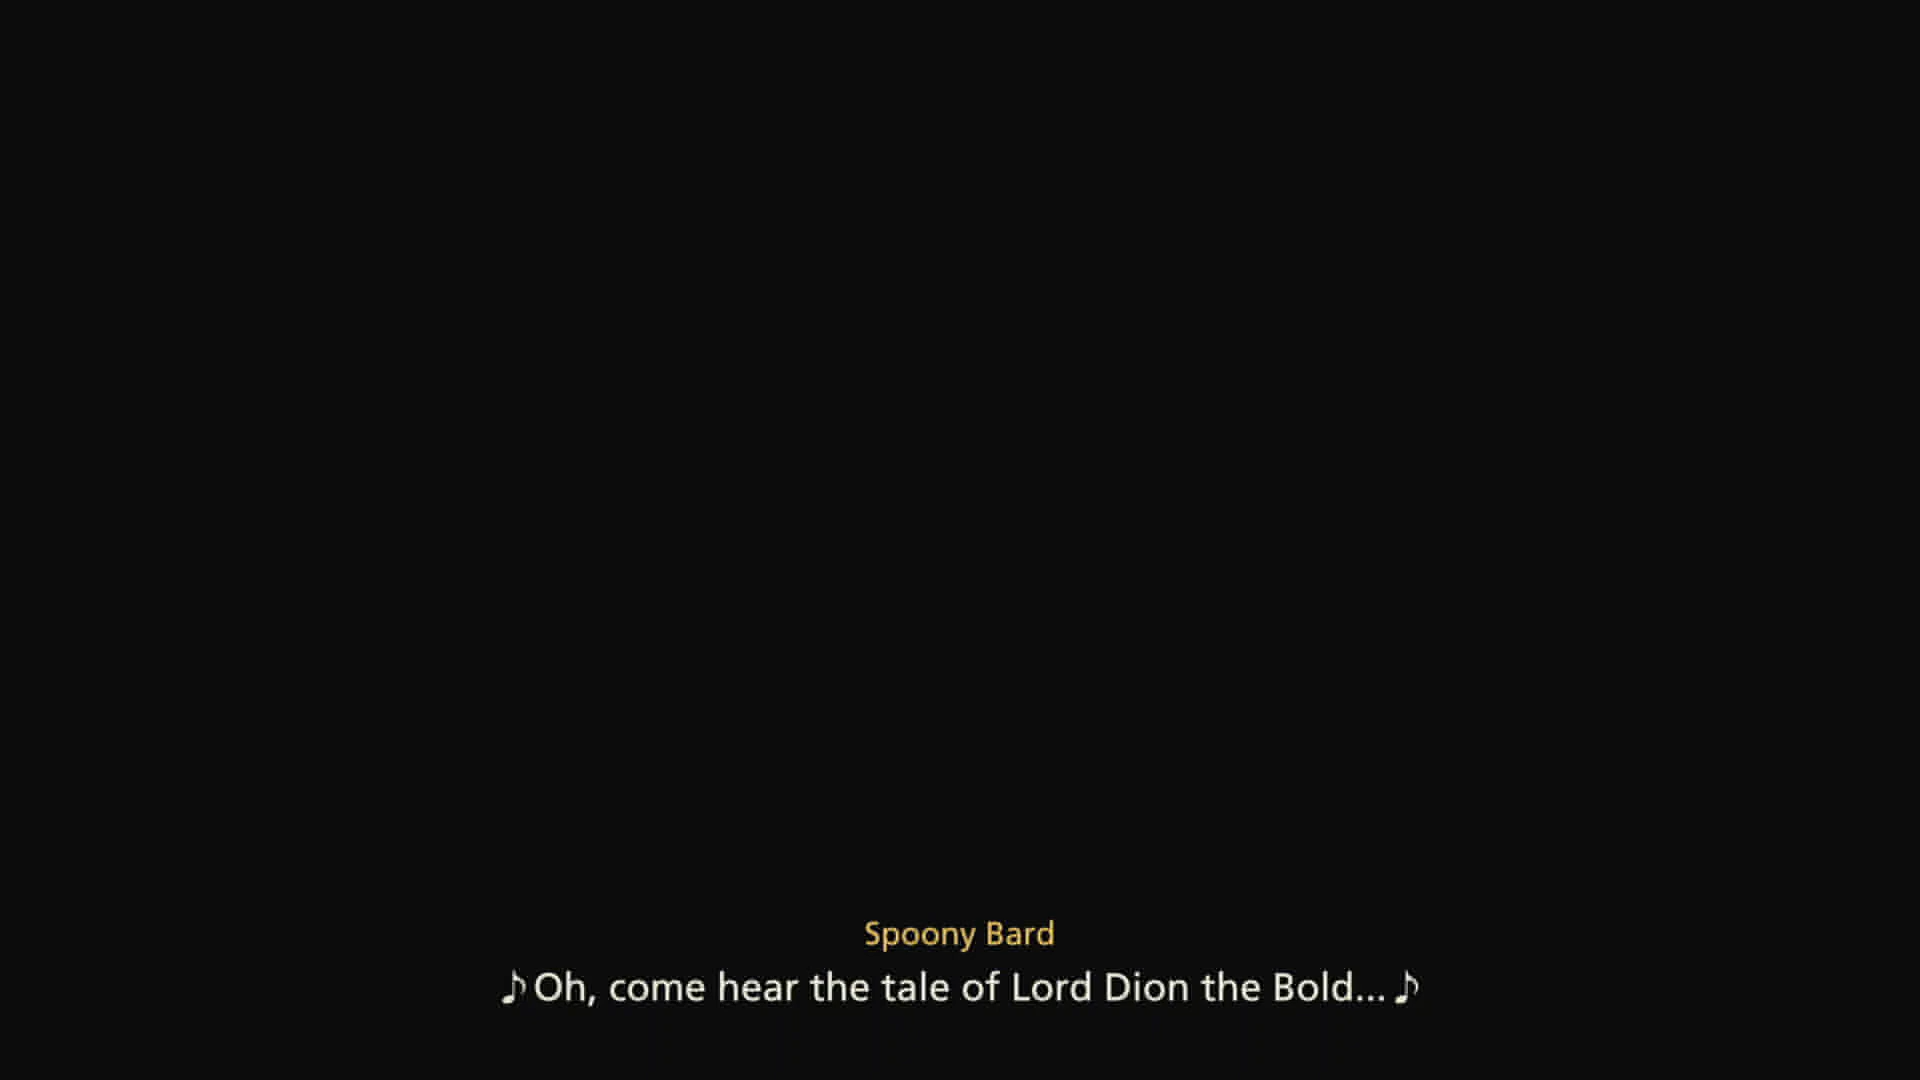 Spoony Bard
♪Oh, come hear the tale of Lord Dion the Bold...♪